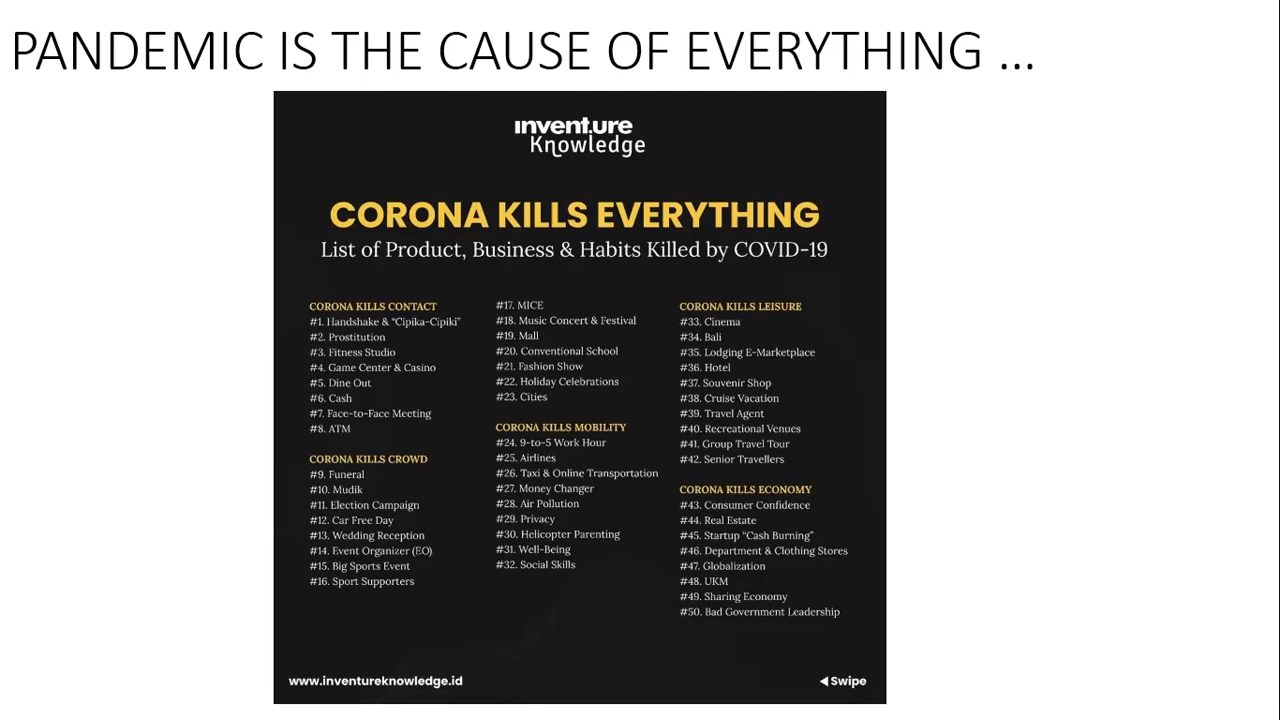 PANDEMIC IS THE CAUSE OF EVERYTHING ...
inventure
Knowledge
CORONA KILLS EVERYTHING
List of Product, Business & Habits Killed by COVID-19
CORONA KILLS CONTACT
#1. Handshake & "Cipika-Cipiki"
#2. Prostitution
#3. Fitness Studio
#4. Game Center & Casino
#5. Dine Out
#6. Cash
#7. Face-to-Face Meeting
#8. ATM
CORONA KILLS CROWD
#9. Funeral
#10. Mudik
#11. Election Campaign
#12. Car Free Day
#13. Wedding Reception
#14. Event Organizer (EO)
#15. Big Sports Event
#16. Sport Supporters
#17. MICE
#18. Music Concert & Festival
#19. Mall
#20. Conventional School
#21. Fashion Show
#22. Holiday Celebrations
#23. Cities
CORONA KILLS MOBILITY
#24. 9-to-5 Work Hour
#25. Airlines
#26. Taxi & Online Transportation
#27. Money Changer
#28. Air Pollution
#29. Privacy
#30. Helicopter Parenting
#31. Well-Being
#32. Social Skills
CORONA KILLS LEISURE
#33. Cinema
#34. Bali
#35. Lodging E-Marketplace
#36. Hotel
#37. Souvenir Shop
#38. Cruise Vacation
#39. Travel Agent
#40. Recreational Venues
#41. Group Travel Tour
#42. Senior Travellers
CORONA KILLS ECONOMY
#43. Consumer Confidence
#44. Real Estate
#45. Startup "Cash Burning"
#46. Department & Clothing Stores
#47. Globalization
#48. UKM
#49. Sharing Economy
#50. Bad Government Leadership
www.inventureknowledge.id
Swipe